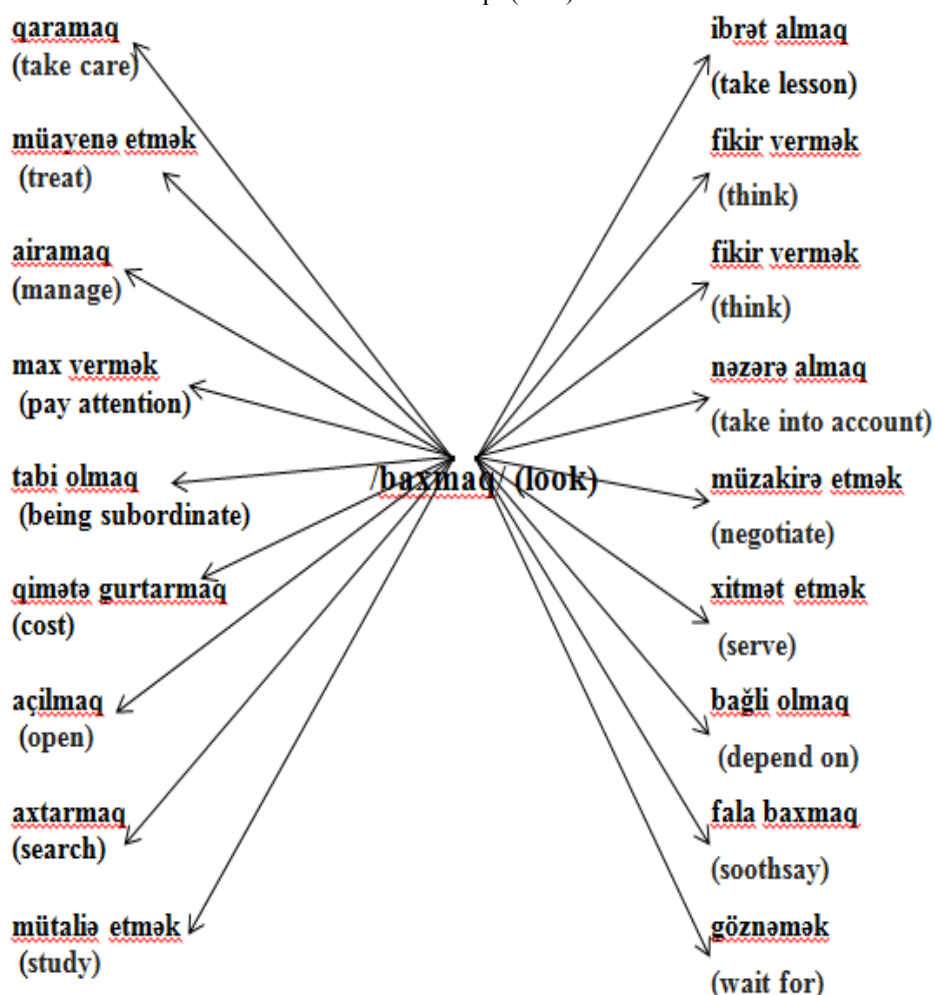 qaramaq
(take care)
müayenə etmək
(treat)
airamaq
(manage)
max vermək
(pay attention)
tabi olmaq
(being subordinate)
qimətə gurtarmaq
(cost)
açilmaq
(open)
axtarmaq
(search)
mütaliə etmək
(study)
/baxmaq/ (look)
ibrət almaq
(take lesson)
fikir vermək
(think)
fikir vermək
(think)
nəzərə almaq
(take into account)
müzakirə etmək
(negotiate)
xitmət etmək
(serve)
bağli olmaq
(depend on)
fala baxmaq
(soothsay)
göznəmək
(wait for)